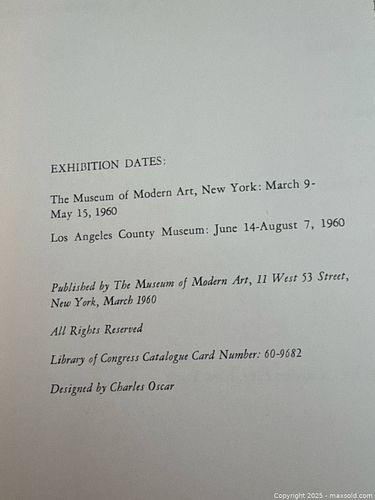 EXHIBITION DATES:
The Museum of Modern Art, New York: March 9-
May 15, 1960
Los Angeles County Museum: June 14-August 7, 1960
Published by The Museum of Modern Art, 11 West 53 Street,
New York, March 1960
All Rights Reserved
Library of Congress Catalogue Card Number: 60-9682
Designed by Charles Oscar
Copyright 2025 - maxsold.com